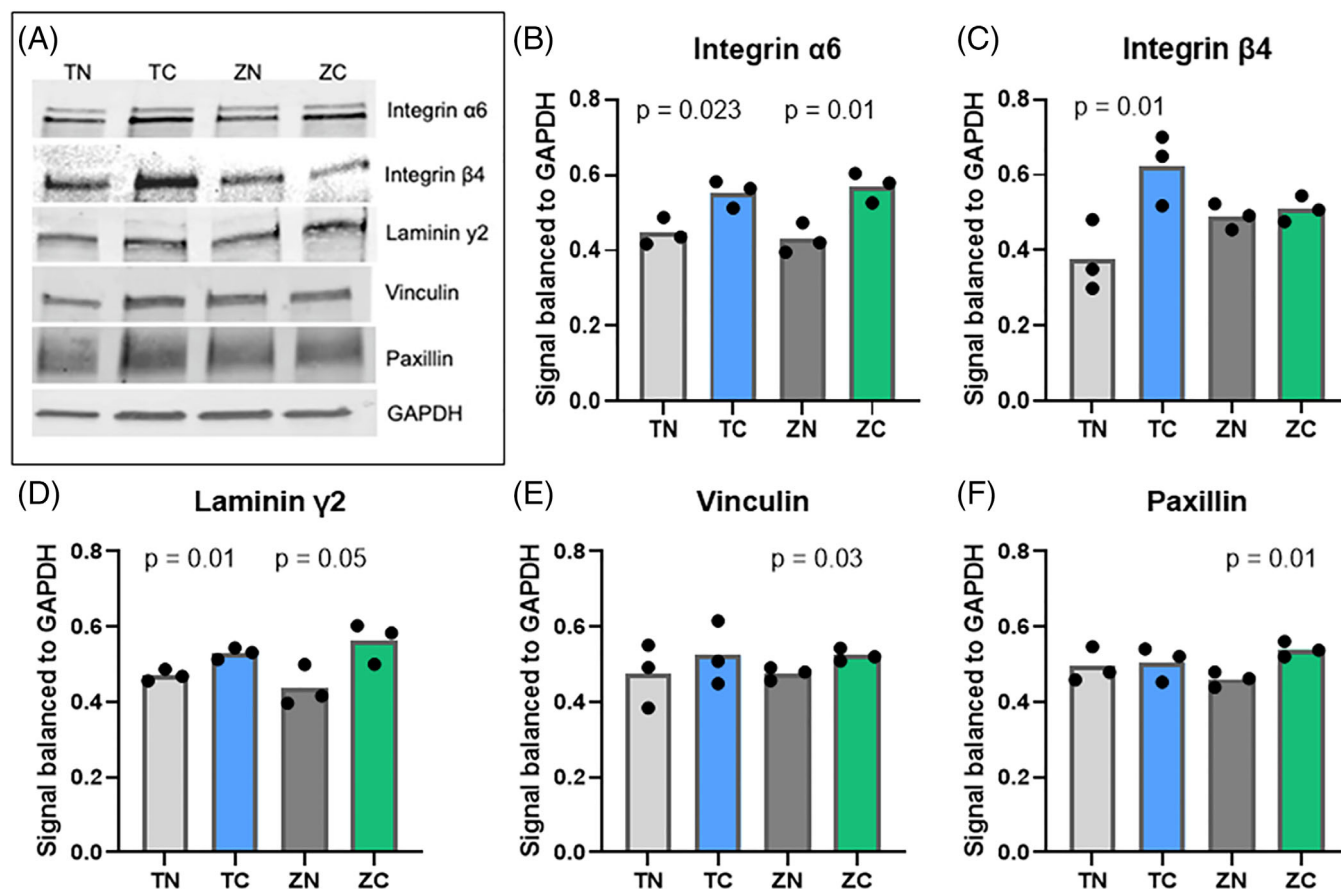 (A)
TN TC ZN ZC
Integrin α6
Integrin β4
Laminin γ2
Vinculin
Paxillin
GAPDH
(B)
Integrin α6
Signal balanced to GAPDH
0.8
0.6
0.4
0.2
0.0
p = 0.023 p = 0.01
TN TC ZN ZC
(C)
Integrin β4
Signal balanced to GAPDH
0.8
0.6
0.4
0.2
0.0
p = 0.01
TN TC ZN ZC
(D)
Laminin γ2
Signal balanced to GAPDH
0.8
0.6
0.4
0.2
0.0
p = 0.01 p = 0.05
TN TC ZN ZC
(E)
Vinculin
Signal balanced to GAPDH
0.8
0.6
0.4
0.2
0.0
p = 0.03
TN TC ZN ZC
(F)
Paxillin
Signal balanced to GAPDH
0.8
0.6
0.4
0.2
0.0
p = 0.01
TN TC ZN ZC